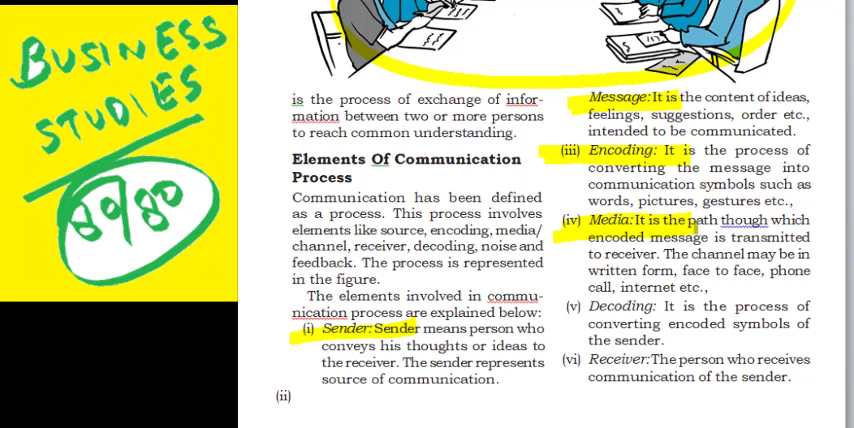 BUSINESS
STUDIES
80/80
is the process of exchange of infor-
mation between two or more persons
to reach common understanding.
Elements Of Communication
Process
Communication has been defined
as a process. This process involves
elements like source, encoding, media/
channel, receiver, decoding, noise and
feedback. The process is represented
in the figure.
The elements involved in commu-
nication process are explained below:
(i) Sender: Sender means person who
conveys his thoughts or ideas to
the receiver. The sender represents
source of communication.
(ii)
Message: It is the content of ideas,
feelings, suggestions, order etc.,
intended to be communicated.
(iii) Encoding: It is the process of
converting the message into
communication symbols such as
words, pictures, gestures etc.,
(iv) Media: It is the path though which
encoded message is transmitted
to receiver. The channel may be in
written form, face to face, phone
call, internet etc.,
(v) Decoding: It is the process of
converting encoded symbols of
the sender.
(vi) Receiver: The person who receives
communication of the sender.